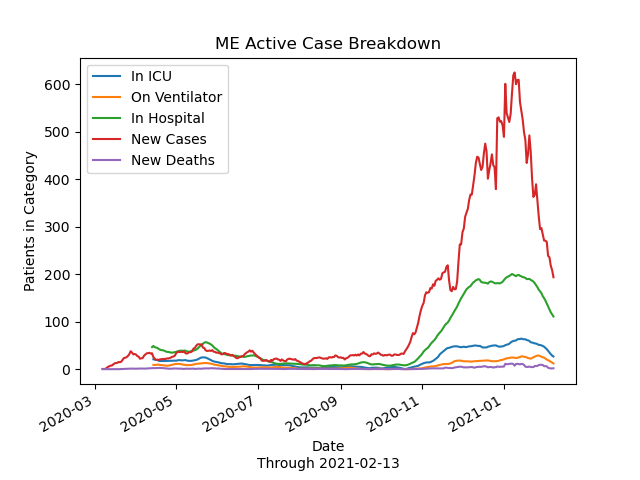 ME Active Case Breakdown
In ICU
On Ventilator
In Hospital
New Cases
New Deaths
Patients in Category
600
500
400
300
200
100
0
2020-03
2020-05
2020-07
2020-09
2020-11
2021-01
Date
Through 2021-02-13